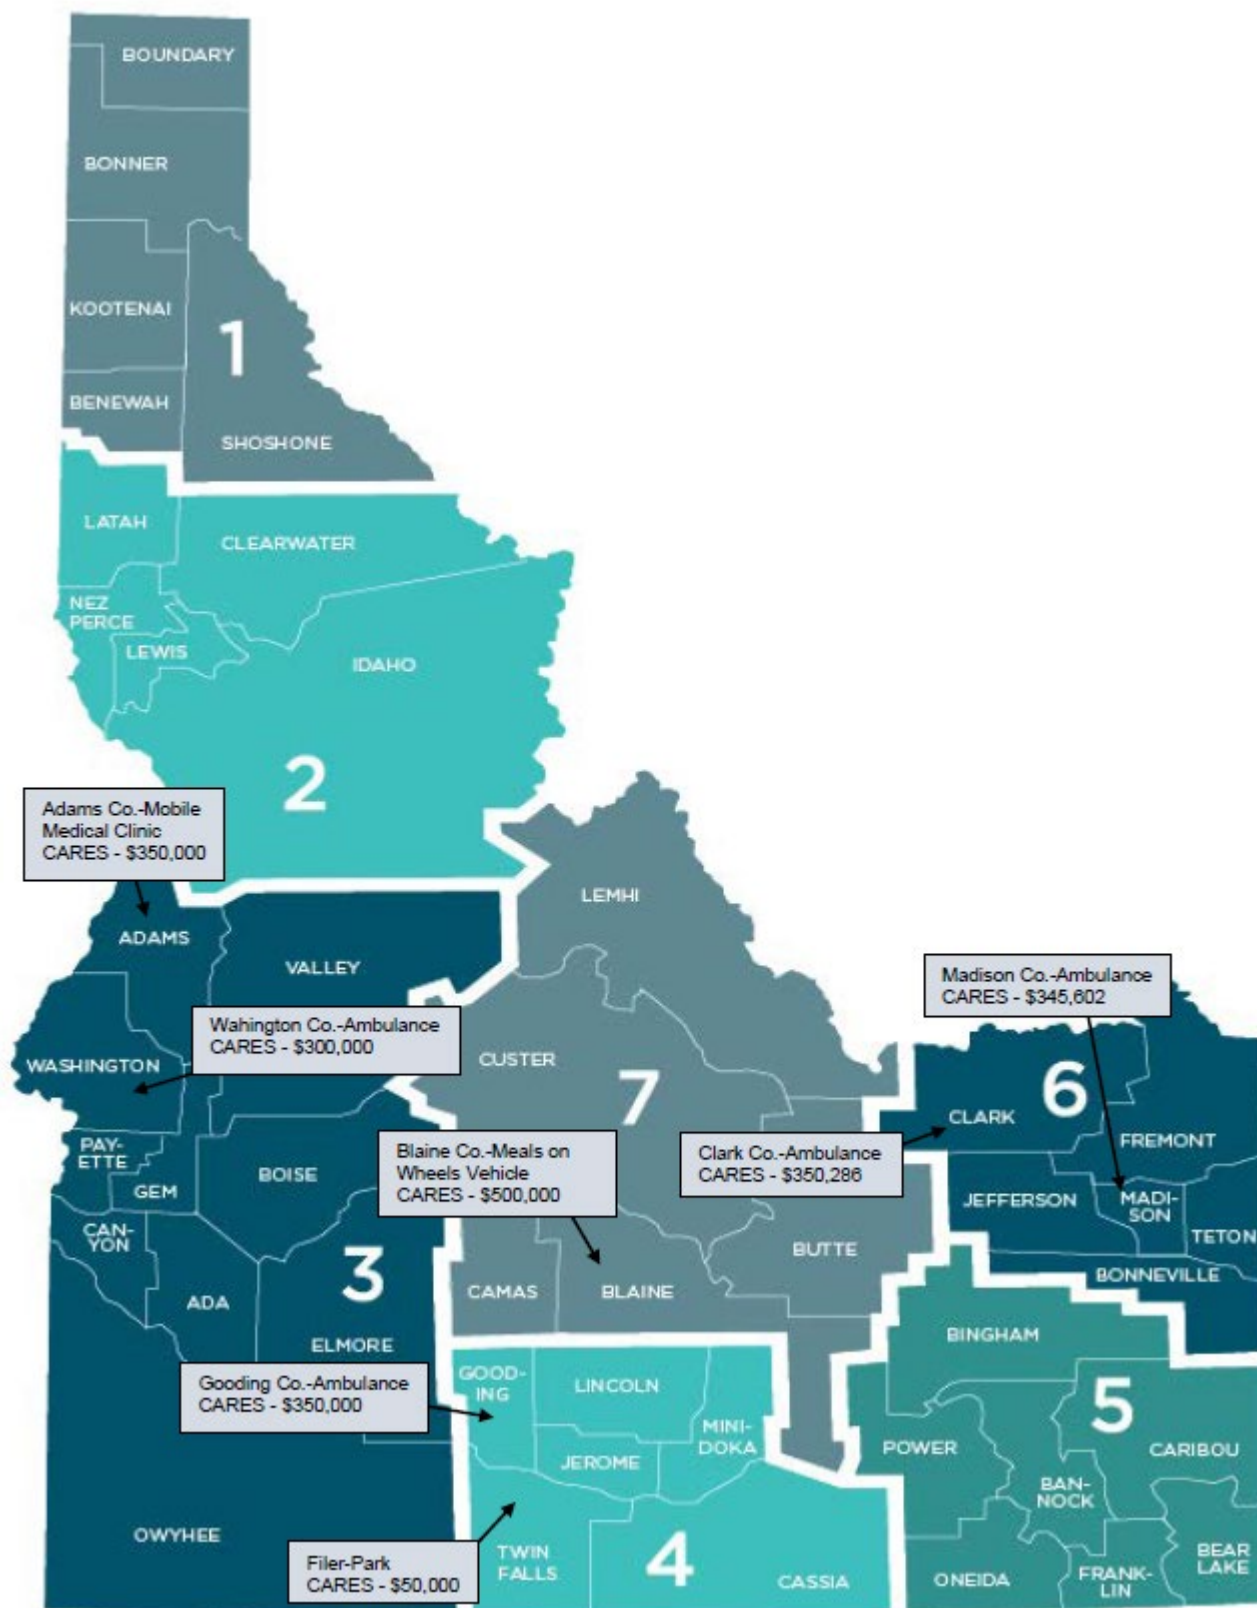 BOUNDARY
BONNER
KOOTENAI
1
BENEWAH
SHOSHONE
LATAH
CLEARWATER
NEZ
PERCE
LEWIS
IDAHO
2
Adams Co.-Mobile
Medical Clinic
CARES - $350,000
LEMHI
ADAMS
VALLEY
Madison Co.-Ambulance
CARES - $345,602
Wahington Co.-Ambulance
CARES - $300,000
WASHINGTON
CUSTER
7
6
CLARK
FREMONT
PAY-
ETTE
GEM
BOISE
Blaine Co.-Meals on
Wheels Vehicle
CARES - $500,000
Clark Co.-Ambulance
CARES - $350,286
JEFFERSON
MADI-
SON
TETON
CAN-
YON
ADA
3
ELMORE
CAMAS
BLAINE
BUTTE
BONNEVILLE
BINGHAM
Gooding Co.-Ambulance
CARES - $350,000
GOOD-
ING
LINCOLN
MINI-
DOKA
JEROME
POWER
5
CARIBOU
BAN-
NOCK
OWYHEE
Filer-Park
CARES - $50,000
TWIN
FALLS
4
CASSIA
ONEIDA
FRANK-
LIN
BEAR
LAKE